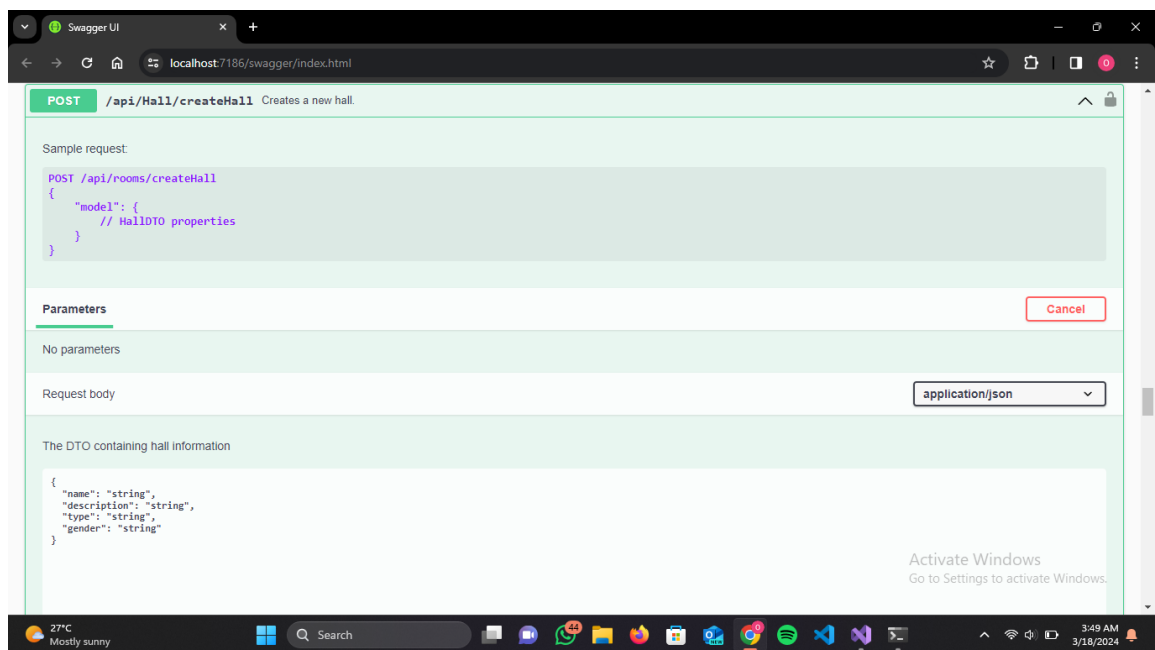 Swagger UI
localhost:7186/swagger/index.html
O
POST /api/Hall/createHall Creates a new hall.
Sample request:
POST /api/rooms/createHall
{
"model": {
// HallDTO properties
}
}
Parameters
Cancel
No parameters
Request body
application/json
The DTO containing hall information
{
"name": "string",
"description": "string",
"type": "string",
"gender": "string"
}
Activate Windows
Go to Settings to activate Windows.
27°C
Mostly sunny
Search
44
3:49 AM
3/18/2024